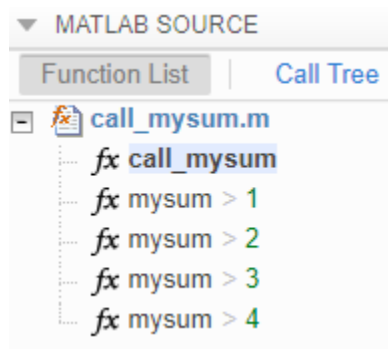 MATLAB SOURCE
Function List | Call Tree
call_mysum.m
fx call_mysum
fx mysum > 1
fx mysum > 2
fx mysum > 3
fx mysum > 4